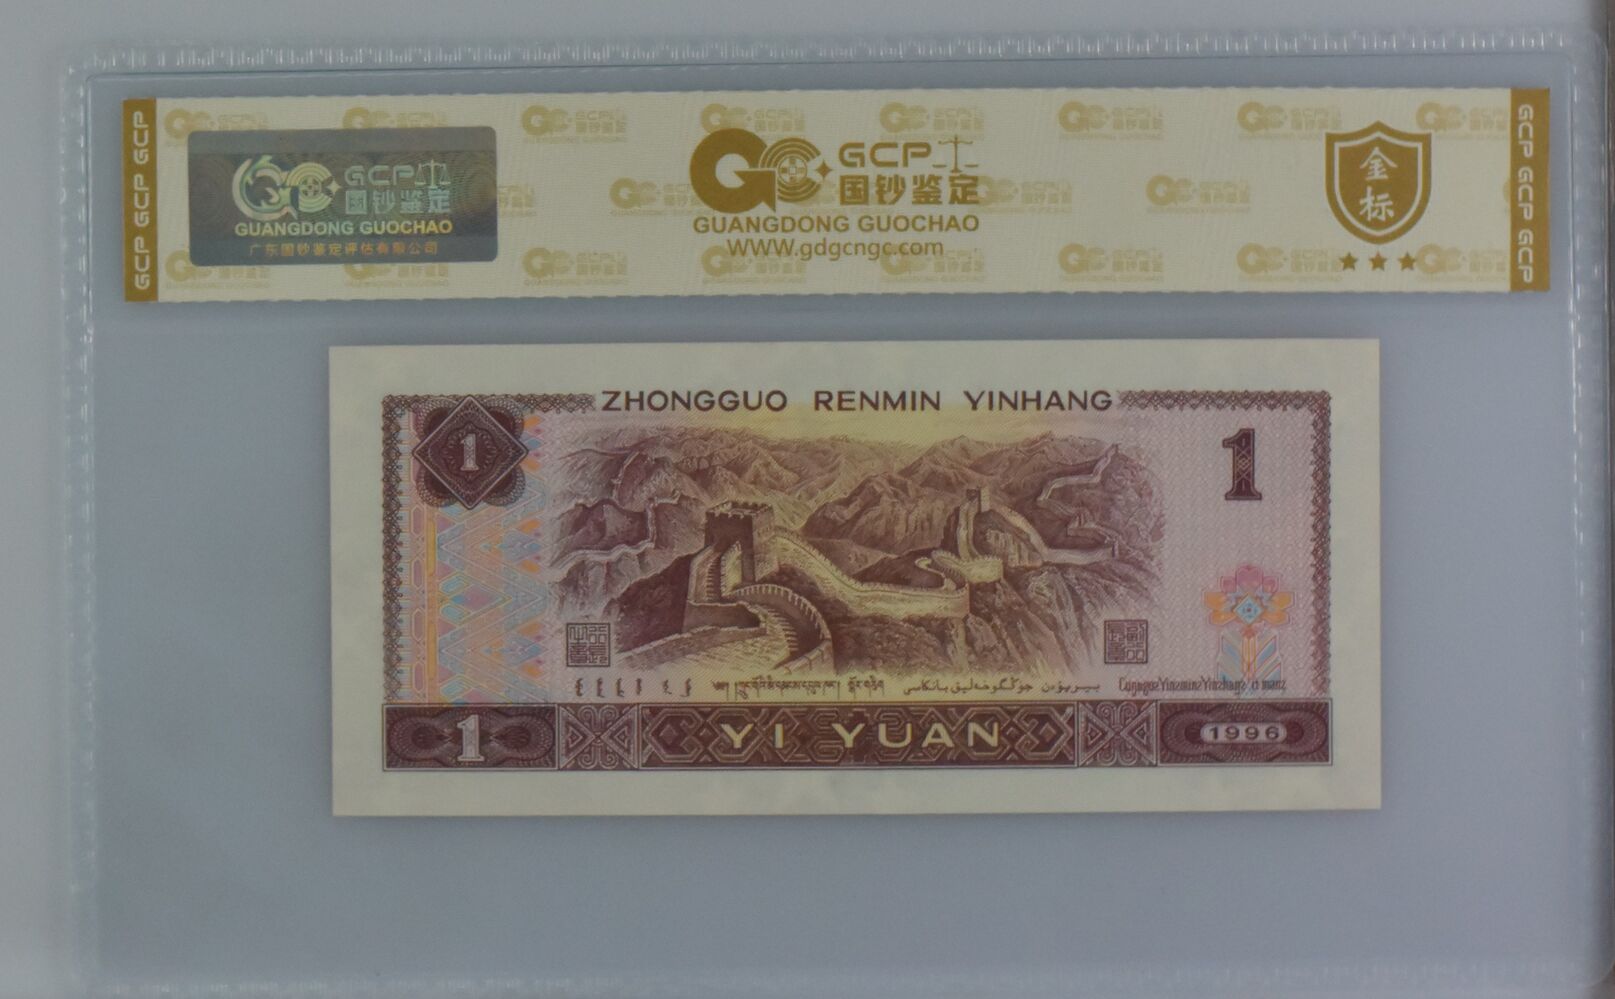 GCP GCP GCP
GCP
国钞鉴定
GUANGDONG GUOCHAO
广东国钞鉴定评估有限公司
GCP
国钞鉴定
GUANGDONG GUOCHAO
WWW.gdgcngc.com
金标
GCP GCP GCP
ZHONGGUO RENMIN YINHANG
1
1
1
YI YUAN
1996